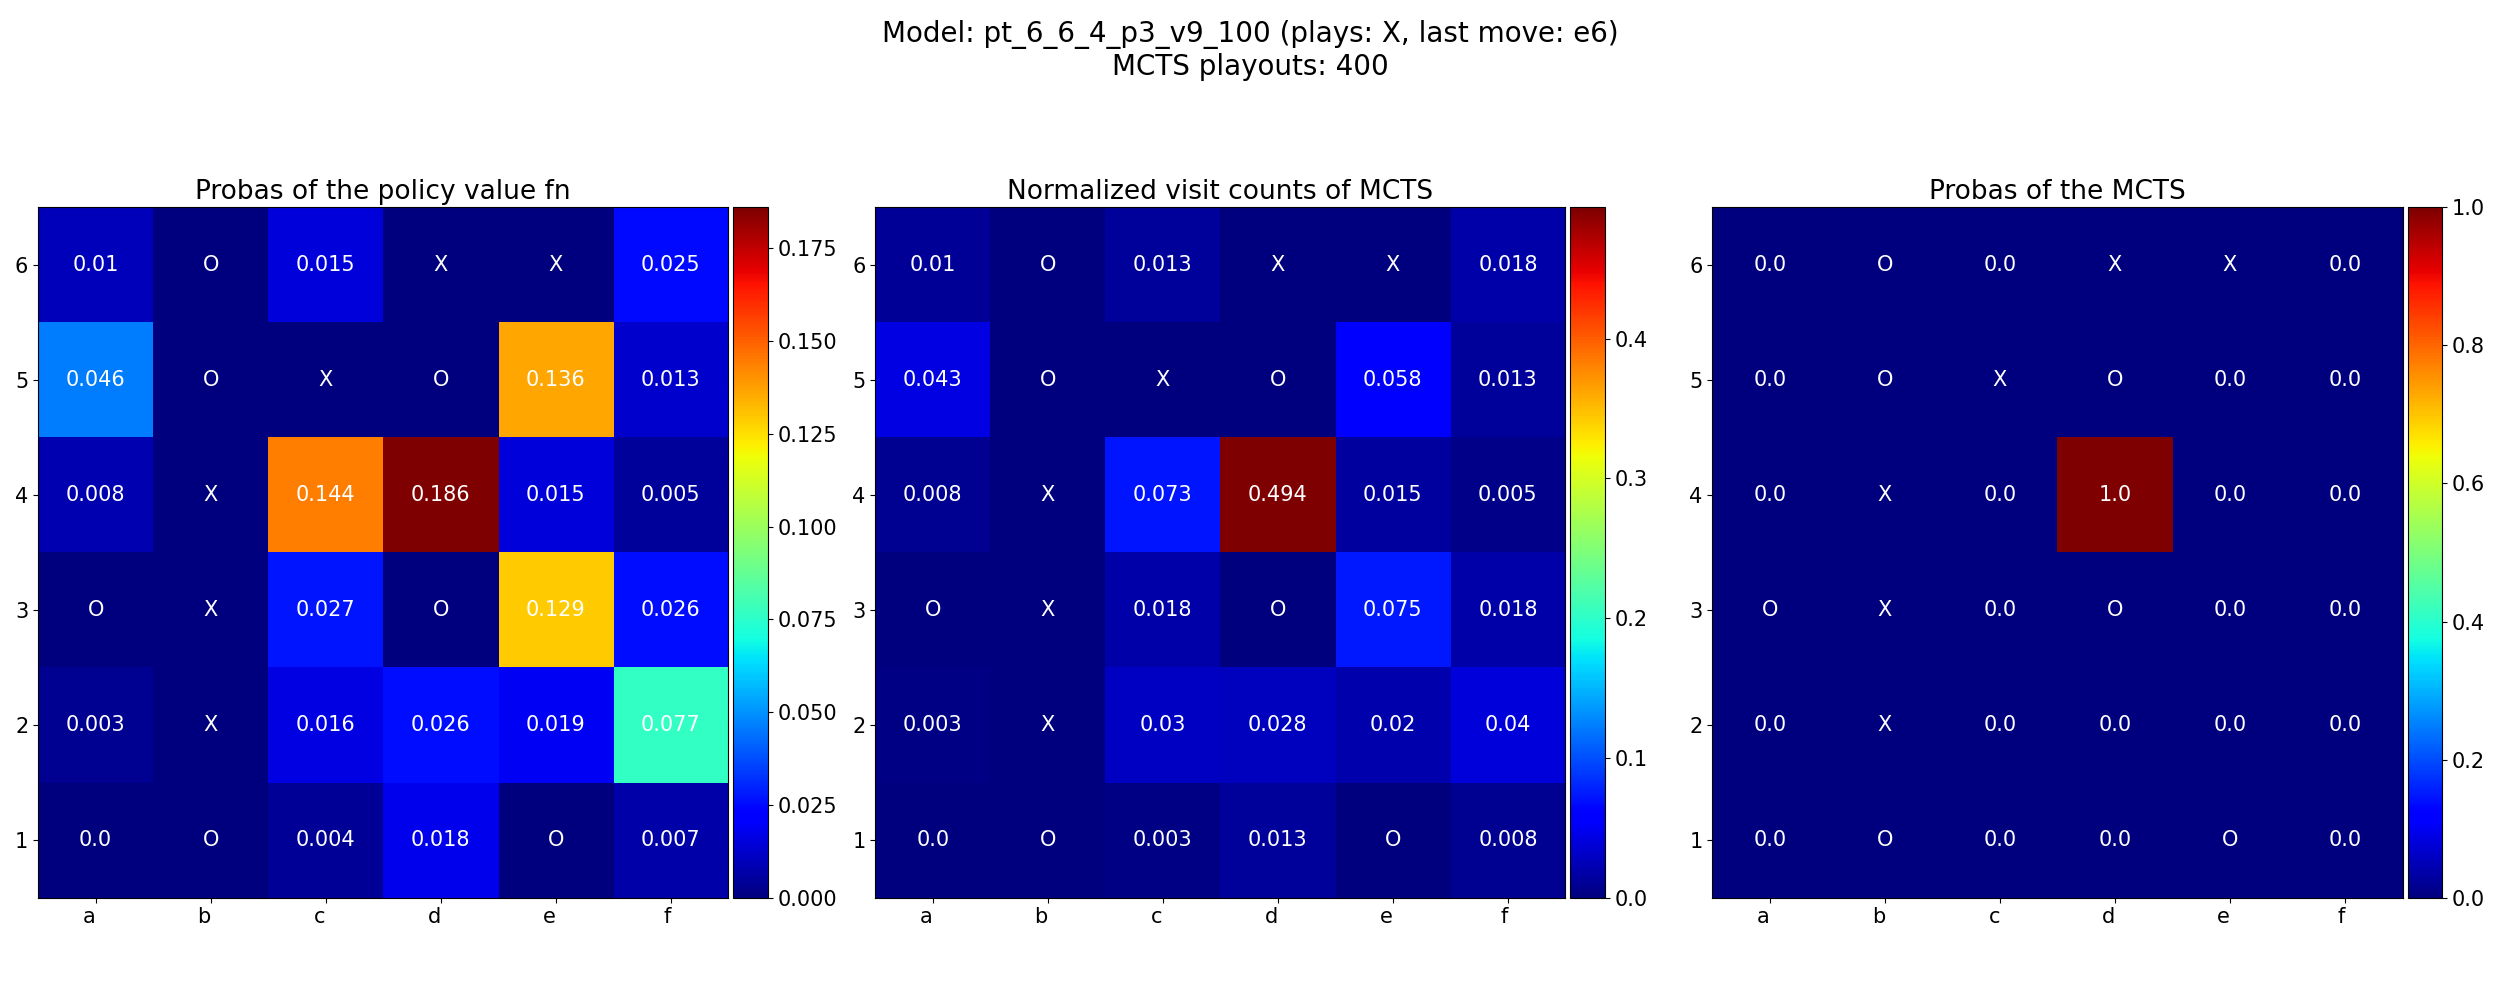 Model: pt_6_6_4_p3_v9_100 (plays: X, last move: e6)
MCTS playouts: 400
Probas of the policy value fn
6 0.01 O 0.015 X X 0.025
5 0.046 O X O 0.136 0.013
4 0.008 X 0.144 0.186 0.015 0.005
3 O X 0.027 O 0.129 0.026
2 0.003 X 0.016 0.026 0.019 0.077
1 0.0 O 0.004 0.018 O 0.007
a b c d e f
0.175
0.150
0.125
0.100
0.075
0.050
0.025
0.000
Normalized visit counts of MCTS
6 0.01 O 0.013 X X 0.018
5 0.043 O X O 0.058 0.013
4 0.008 X 0.073 0.494 0.015 0.005
3 O X 0.018 O 0.075 0.018
2 0.003 X 0.03 0.028 0.02 0.04
1 0.0 O 0.003 0.013 O 0.008
a b c d e f
0.4
0.3
0.2
0.1
0.0
Probas of the MCTS
6 0.0 O 0.0 X X 0.0
5 0.0 O X O 0.0 0.0
4 0.0 X 0.0 1.0 0.0 0.0
3 O X 0.0 O 0.0 0.0
2 0.0 X 0.0 0.0 0.0 0.0
1 0.0 O 0.0 0.0 O 0.0
a b c d e f
1.0
0.8
0.6
0.4
0.2
0.0